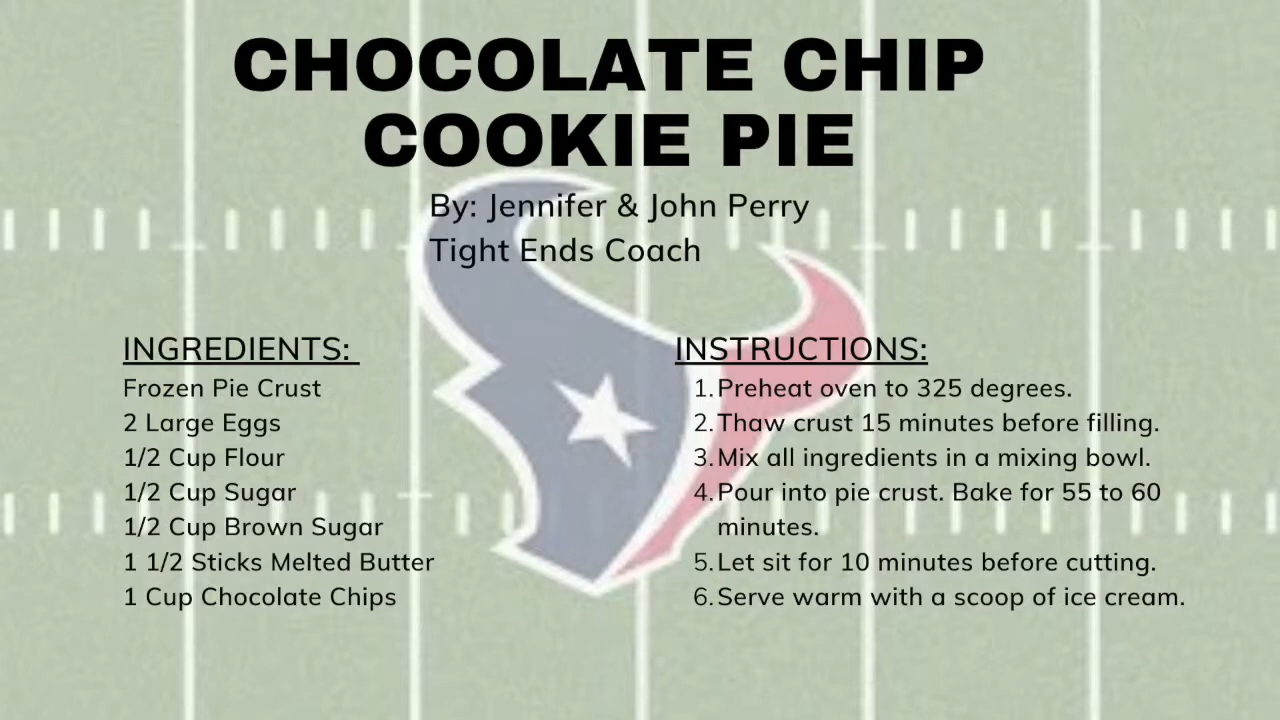 CHOCOLATE CHIP
COOKIE PIE
By: Jennifer & John Perry
Tight Ends Coach
INGREDIENTS:
Frozen Pie Crust
2 Large Eggs
1/2 Cup Flour
1/2 Cup Sugar
1/2 Cup Brown Sugar
1 1/2 Sticks Melted Butter
1 Cup Chocolate Chips
INSTRUCTIONS:
1. Preheat oven to 325 degrees.
2. Thaw crust 15 minutes before filling.
3. Mix all ingredients in a mixing bowl.
4. Pour into pie crust. Bake for 55 to 60
minutes.
5. Let sit for 10 minutes before cutting.
6. Serve warm with a scoop of ice cream.